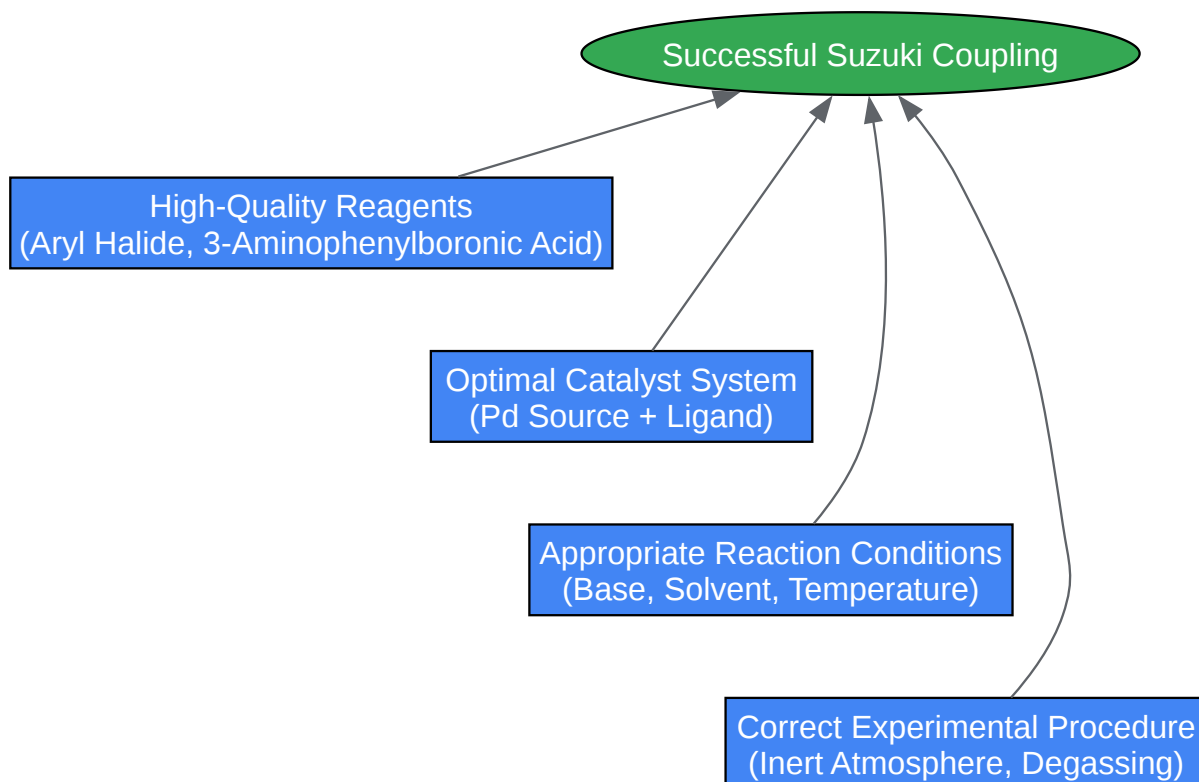 Successful Suzuki Coupling
High-Quality Reagents
(Aryl Halide, 3-Aminophenylboronic Acid)
Optimal Catalyst System
(Pd Source + Ligand)
Appropriate Reaction Conditions
(Base, Solvent, Temperature)
Correct Experimental Procedure
(Inert Atmosphere, Degassing)